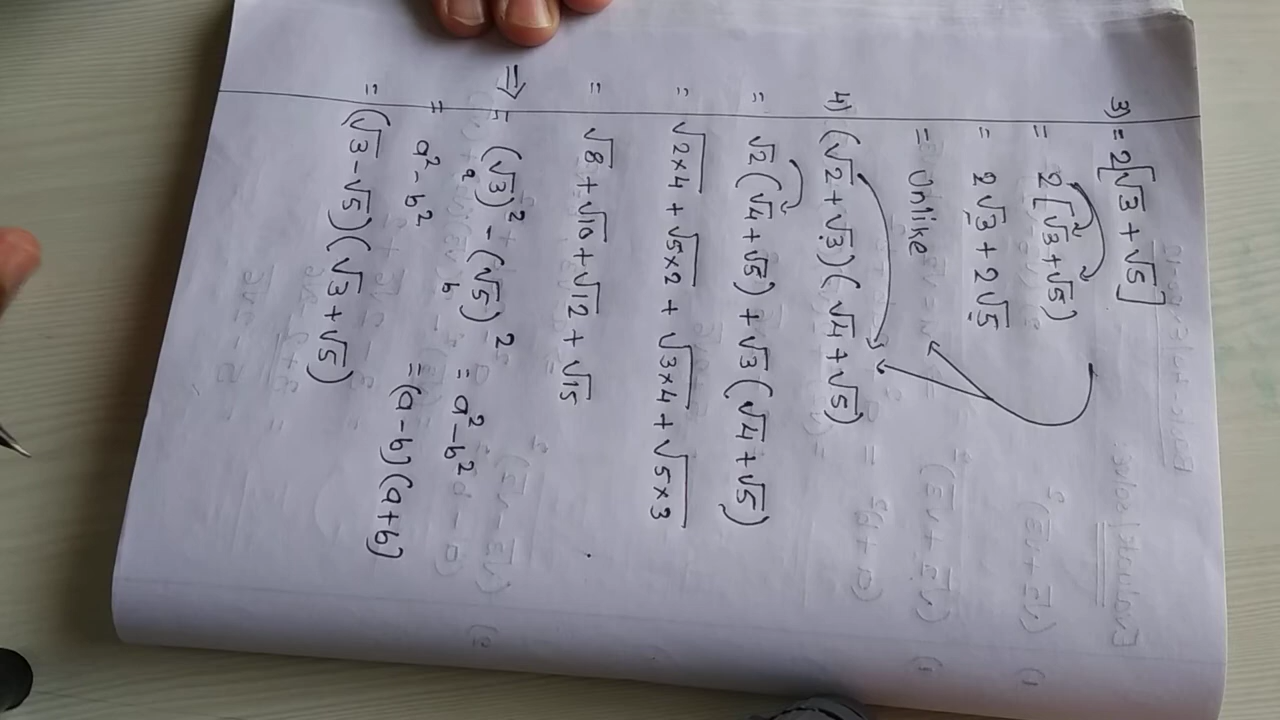 3) = 2[√3 + √5]
= 2[√3 + √5)
= 2√3 + 2√5
= Unlike
4) (√2 + √3)(√4 + √5)
= √2(√4 + √5) + √3(√4 + √5)
= √2×4 + √5×2 + √3×4 + √5×3
= √8 + √10 + √12 + √15
⇒ = (√3)² - (√5)² = a² - b²
a b
= a² - b² = (a - b)(a + b)
= (√3 - √5)(√3 + √5)